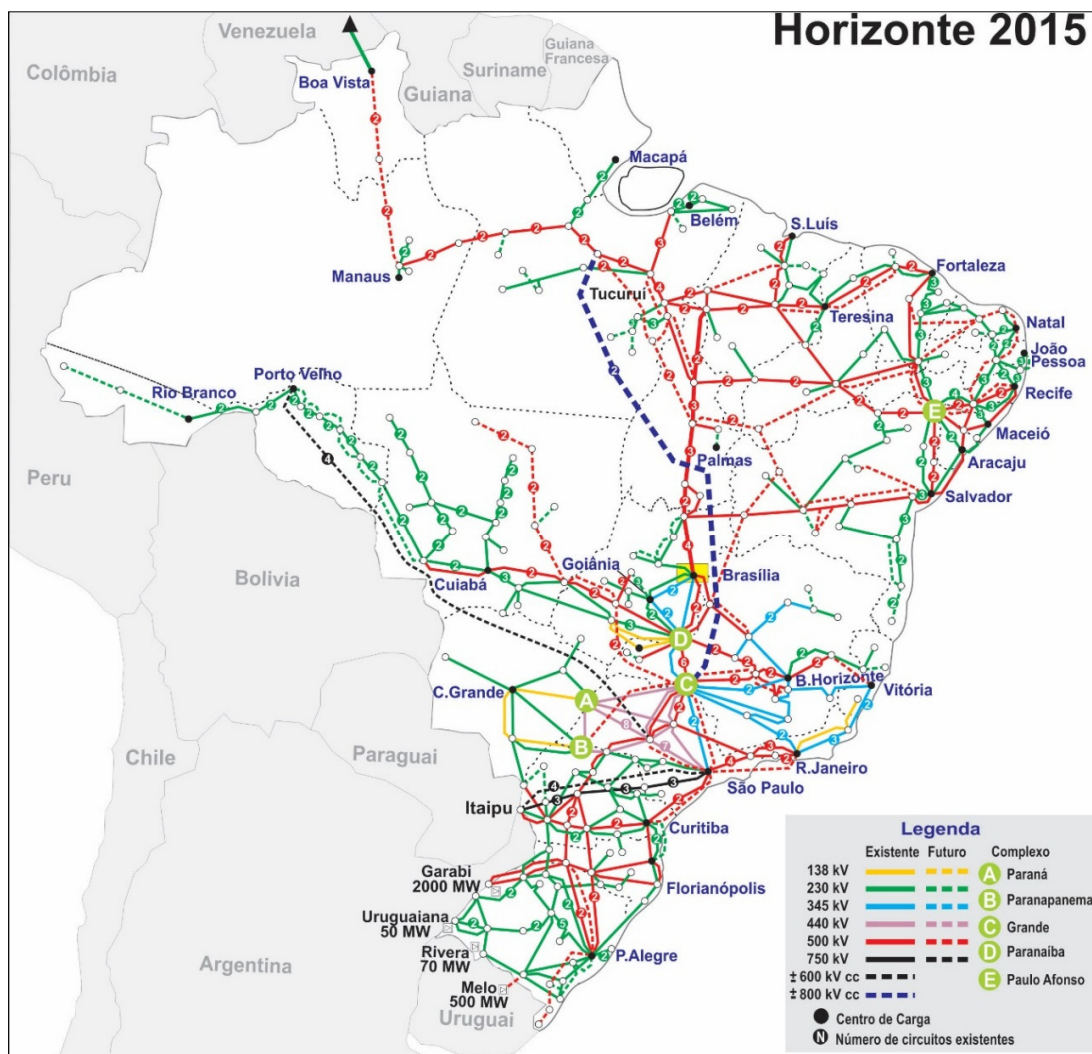 Horizonte 2015
Venezuela
Guiana
Francesa
Suriname
Colômbia
Boa Vista
Guiana
Macapá
Belém
S.Luís
Fortaleza
Manaus
Tucuruí
Teresina
Natal
João
Pessoa
Porto Velho
Rio Branco
Recife
E
Maceió
Palmas
Aracaju
Peru
Salvador
Bolivia
Goiânia
Brasília
Cuiabá
D
B.Horizonte
C
Vitória
C.Grande
A
B
Chile
Paraguai
R.Janeiro
São Paulo
Itaipu
Curitiba
Garabi
2000 MW
Florianópolis
Uruguaiana
50 MW
Rivera
70 MW
P.Alegre
Melo
500 MW
Argentina
Uruguai
Legenda
Existente Futuro Complexo
138 kV A Paraná
230 kV B Paranapanema
345 kV C Grande
440 kV D Paranaíba
500 kV E Paulo Afonso
750 kV
± 600 kV cc
± 800 kV cc
Centro de Carga
N Número de circuitos existentes